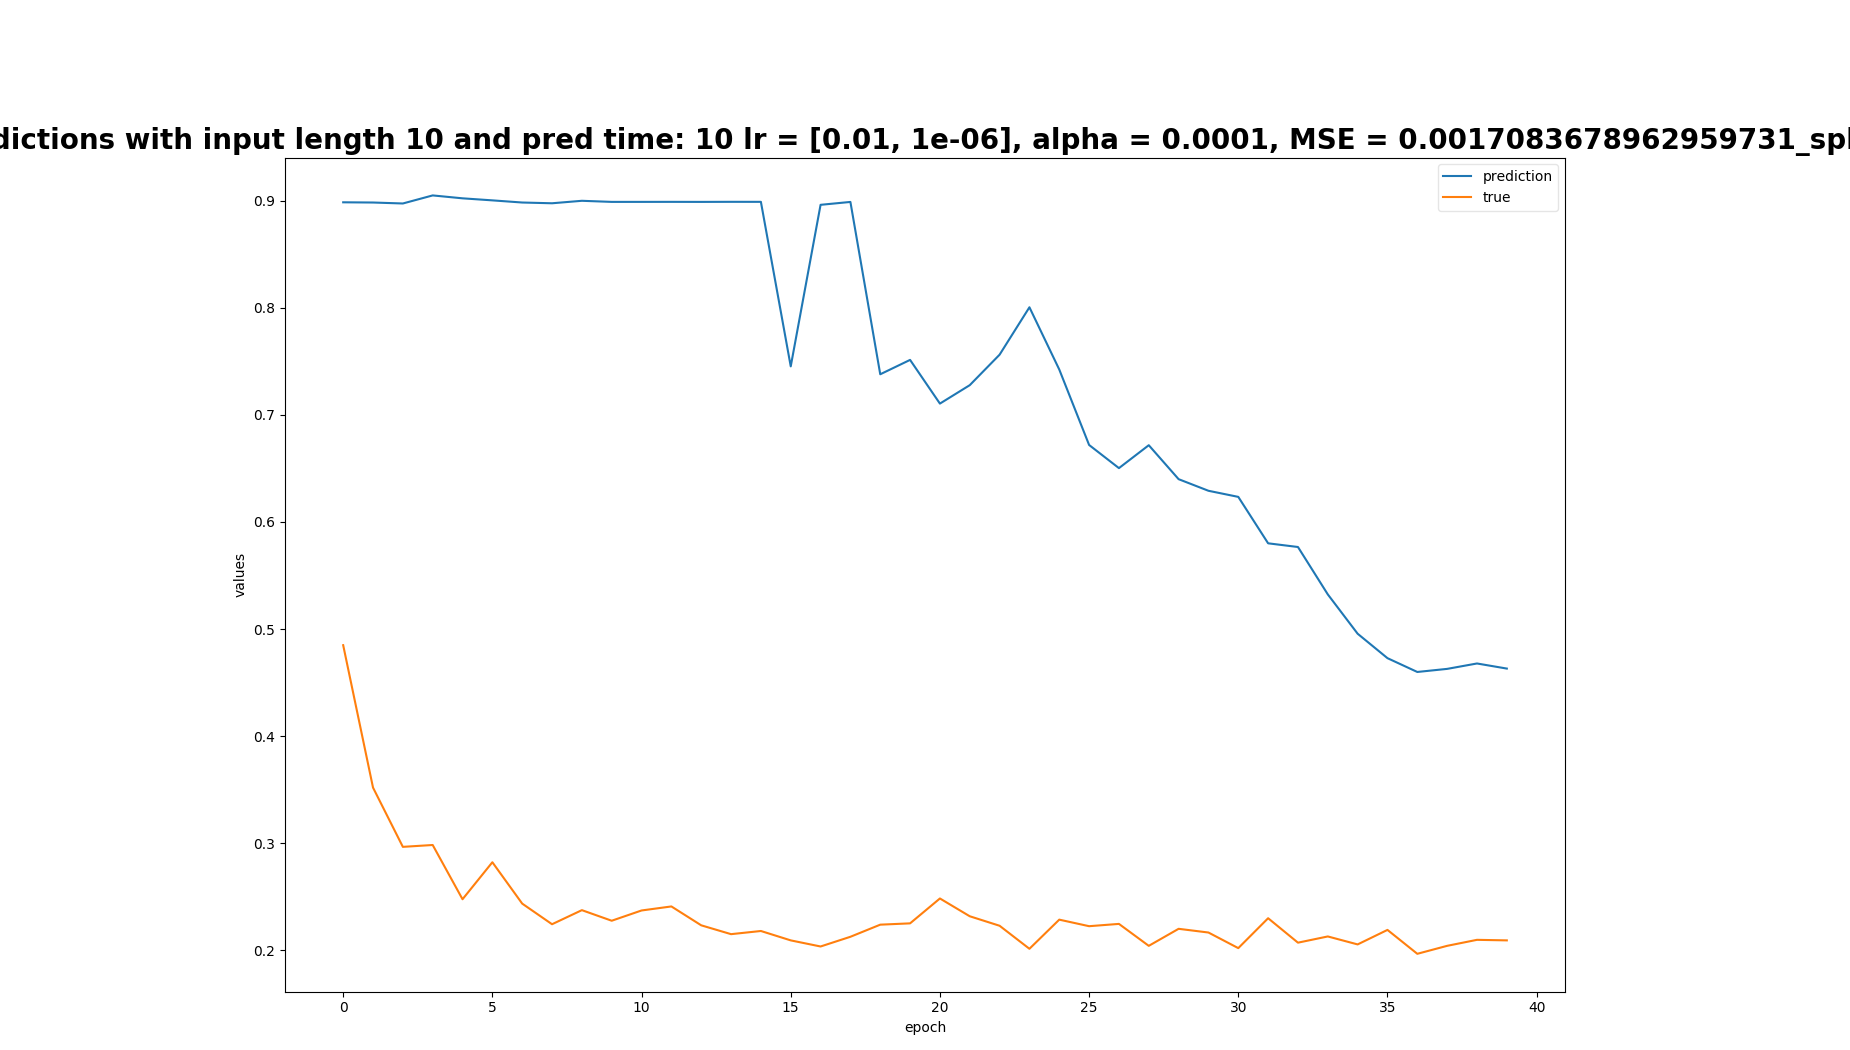 dictions with input length 10 and pred time: 10 lr = [0.01, 1e-06], alpha = 0.0001, MSE = 0.0017083678962959731_spl
prediction
true
0.9
0.8
0.7
0.6
0.5
0.4
0.3
0.2
values
0 5 10 15 20 25 30 35 40
epoch